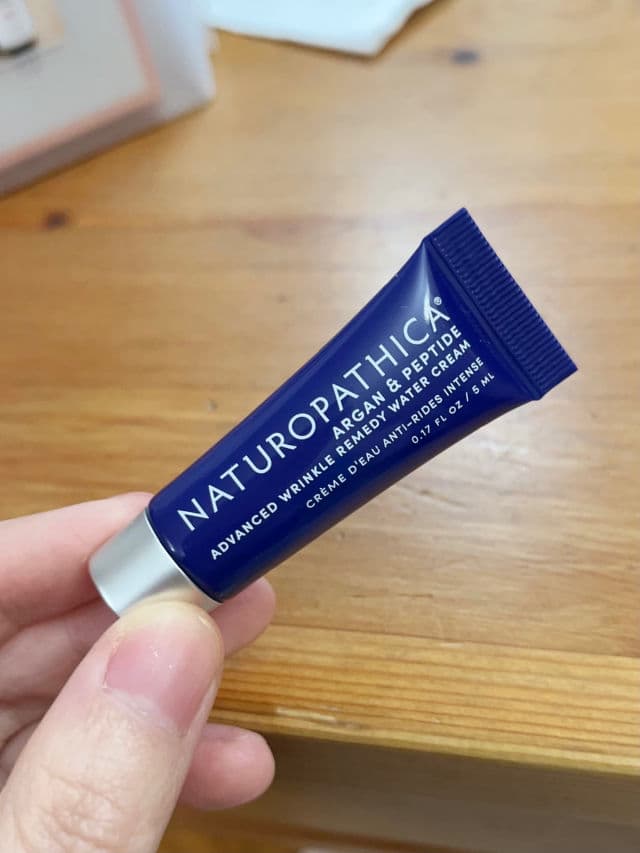 NATUROPATHICA®
ARGAN & PEPTIDE
ADVANCED WRINKLE REMEDY WATER CREAM
CRÈME D'EAU ANTI-RIDES INTENSE
0.17 FL OZ / 5 ML